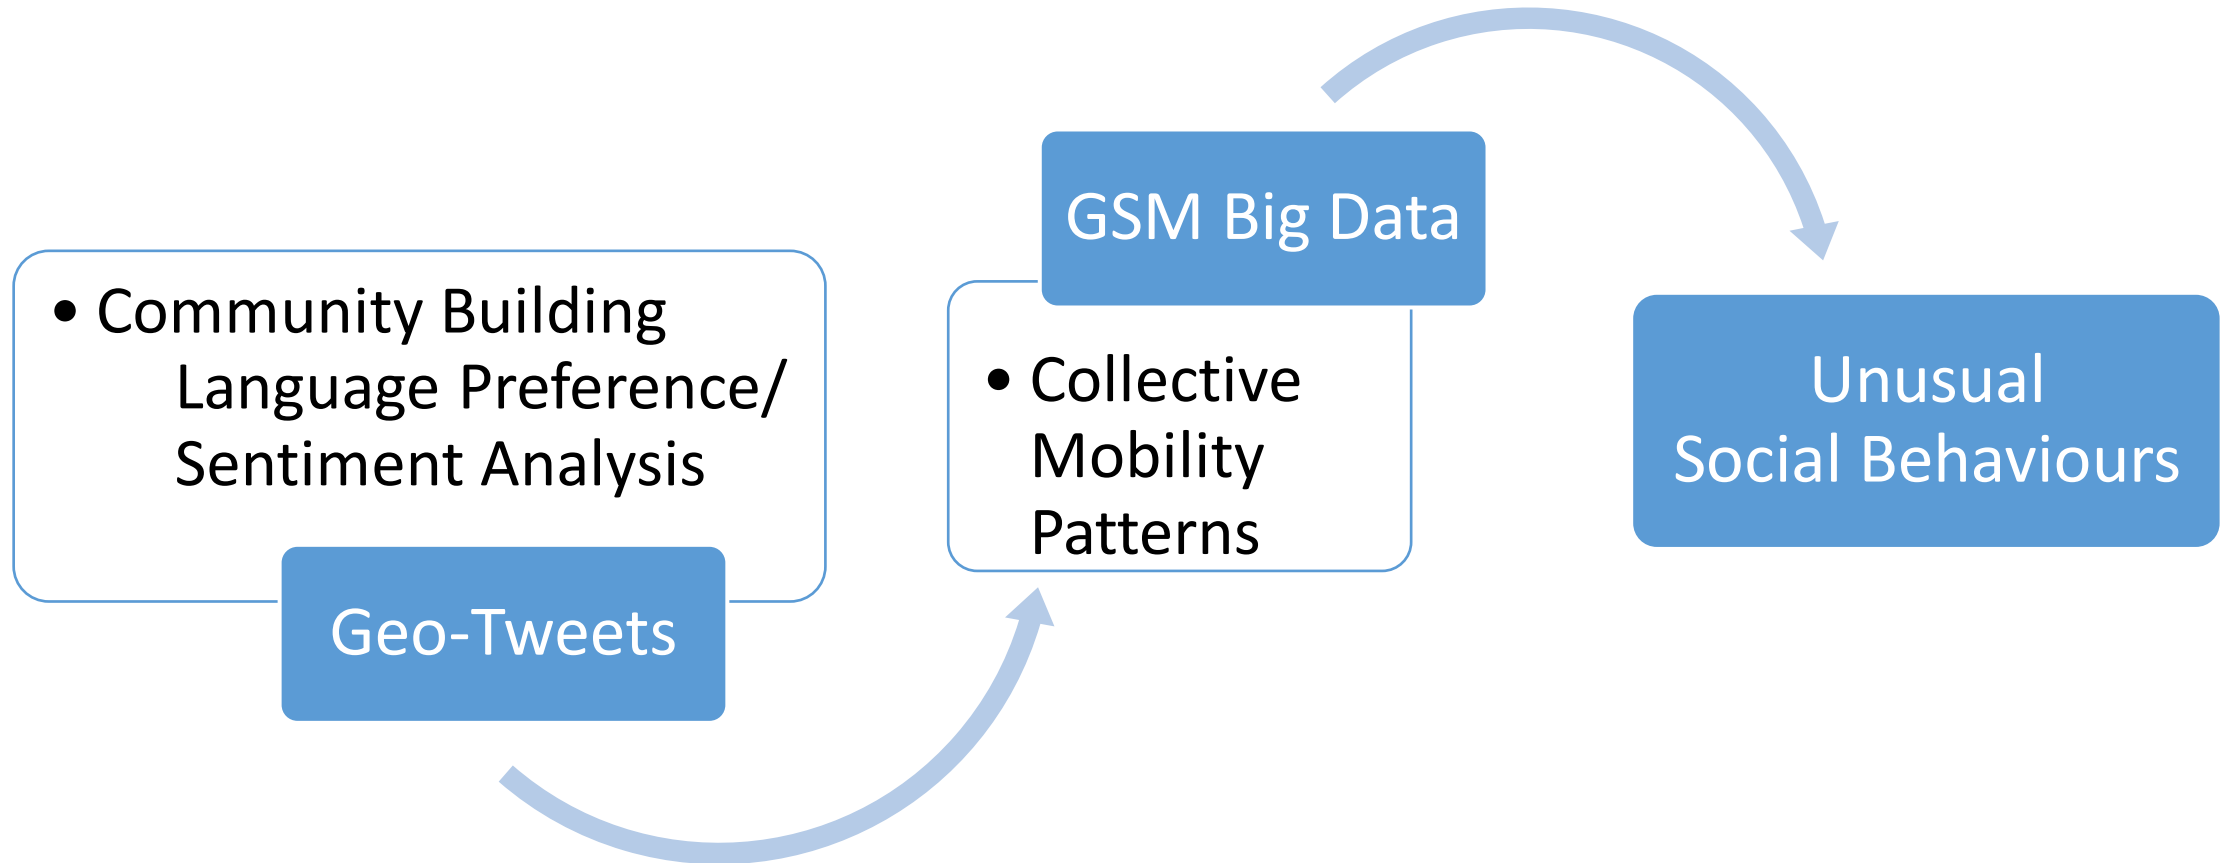 • Community Building
Language Preference/
Sentiment Analysis
Geo-Tweets
GSM Big Data
• Collective
Mobility
Patterns
Unusual
Social Behaviours